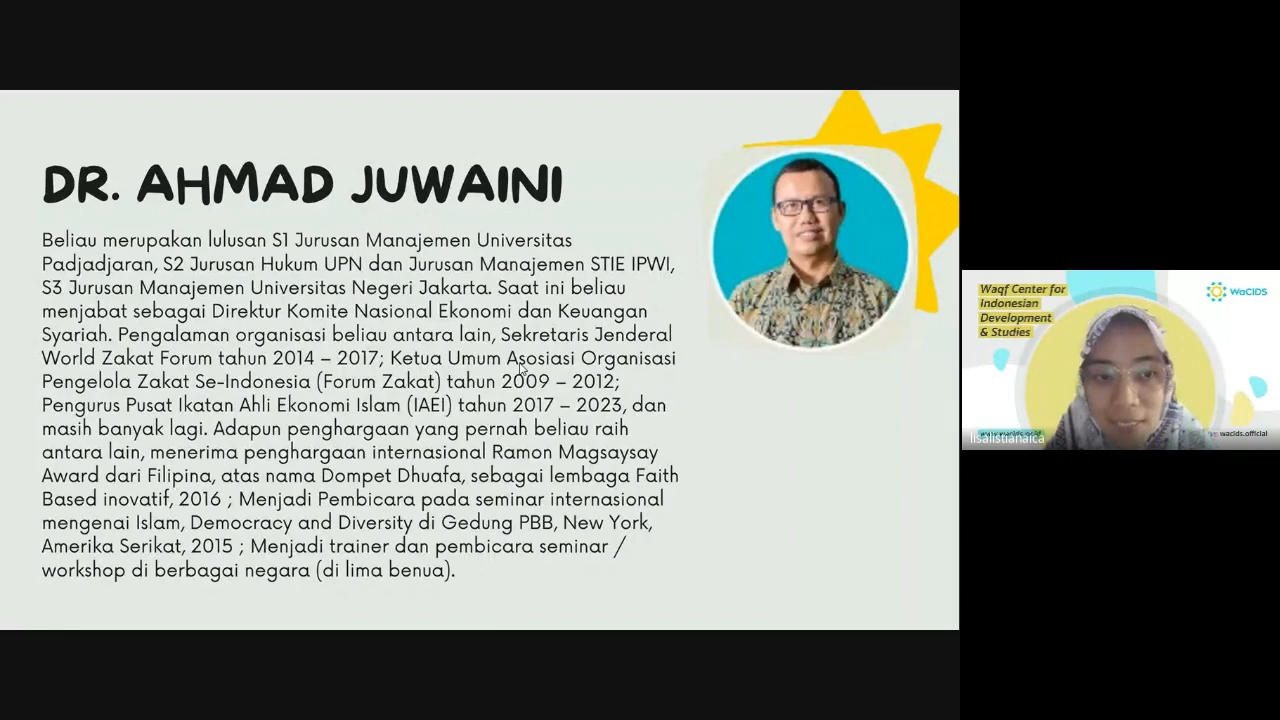 DR. AHMAD JUWAINI
Beliau merupakan lulusan S1 Jurusan Manajemen Universitas
Padjadjaran, S2 Jurusan Hukum UPN dan Jurusan Manajemen STIE IPWI,
S3 Jurusan Manajemen Universitas Negeri Jakarta. Saat ini beliau
menjabat sebagai Direktur Komite Nasional Ekonomi dan Keuangan
Syariah. Pengalaman organisasi beliau antara lain, Sekretaris Jenderal
World Zakat Forum tahun 2014 – 2017; Ketua Umum Asosiasi Organisasi
Pengelola Zakat Se-Indonesia (Forum Zakat) tahun 2009 – 2012;
Pengurus Pusat Ikatan Ahli Ekonomi Islam (IAEI) tahun 2017 – 2023, dan
masih banyak lagi. Adapun penghargaan yang pernah beliau raih
antara lain, menerima penghargaan internasional Ramon Magsaysay
Award dari Filipina, atas nama Dompet Dhuafa, sebagai lembaga Faith
Based inovatif, 2016 ; Menjadi Pembicara pada seminar internasional
mengenai Islam, Democracy and Diversity di Gedung PBB, New York,
Amerika Serikat, 2015 ; Menjadi trainer dan pembicara seminar /
workshop di berbagai negara (di lima benua).
Waqf Center for
Indonesian
Development
& Studies
WaCIDS
lisalistianaica
wacids.official